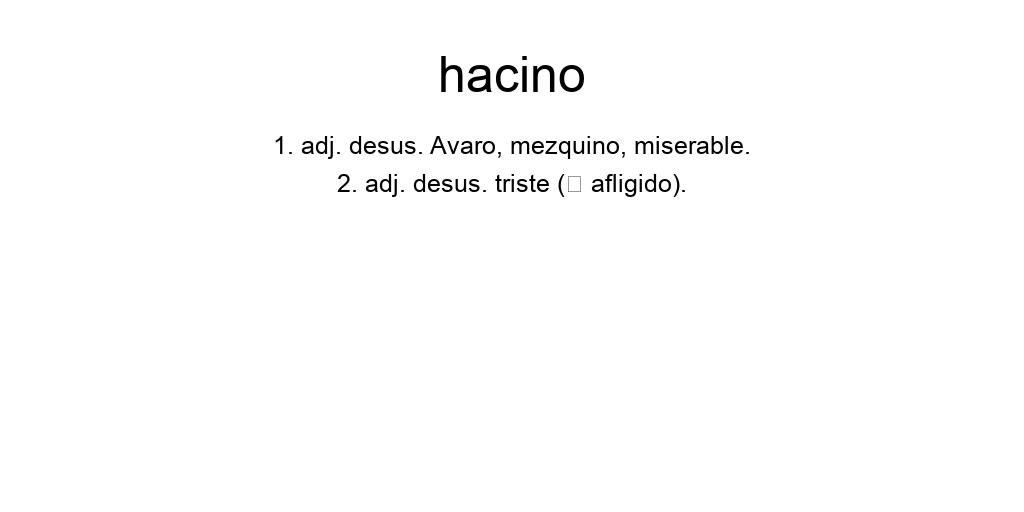 hacino
1. adj. desus. Avaro, mezquino, miserable.
2. adj. desus. triste (▯ afligido).